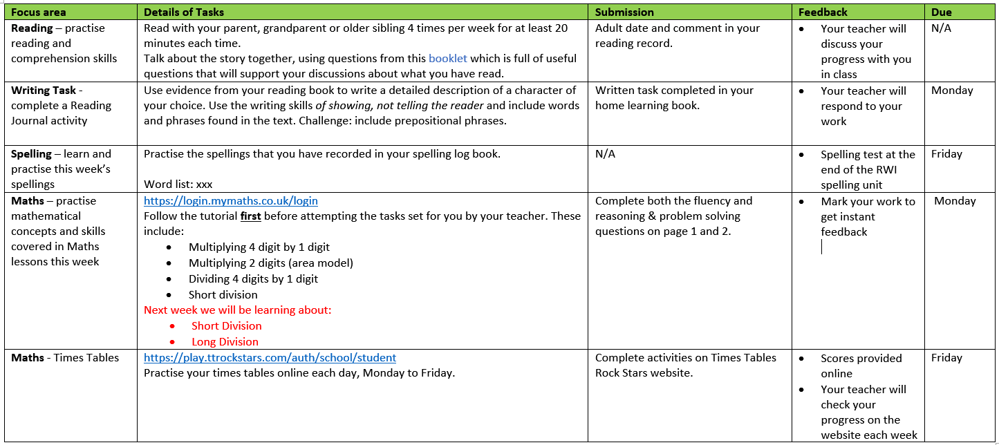 Focus area
Details of Tasks
Submission
Feedback
Due
Reading – practise
reading and
comprehension skills
Read with your parent, grandparent or older sibling 4 times per week for at least 20
minutes each time.
Talk about the story together, using questions from this booklet which is full of useful
questions that will support your discussions about what you have read.
Adult date and comment in your
reading record.
• Your teacher will
discuss your
progress with you
in class
N/A
Writing Task -
complete a Reading
Journal activity
Use evidence from your reading book to write a detailed description of a character of
your choice. Use the writing skills of showing, not telling the reader and include words
and phrases found in the text. Challenge: include prepositional phrases.
Written task completed in your
home learning book.
• Your teacher will
respond to your
work
Monday
Spelling – learn and
practise this week’s
spellings
Practise the spellings that you have recorded in your spelling log book.
Word list: xxx
N/A
• Spelling test at the
end of the RWI
spelling unit
Friday
Maths – practise
mathematical
concepts and skills
covered in Maths
lessons this week
https://login.mymaths.co.uk/login
Follow the tutorial first before attempting the tasks set for you by your teacher. These
include:
• Multiplying 4 digit by 1 digit
• Multiplying 2 digits (area model)
• Dividing 4 digits by 1 digit
• Short division
Next week we will be learning about:
• Short Division
• Long Division
Complete both the fluency and
reasoning & problem solving
questions on page 1 and 2.
• Mark your work to
get instant
feedback
Monday
Maths - Times Tables
https://play.ttrockstars.com/auth/school/student
Practise your times tables online each day, Monday to Friday.
Complete activities on Times Tables
Rock Stars website.
• Scores provided
online
• Your teacher will
check your
progress on the
website each week
Friday